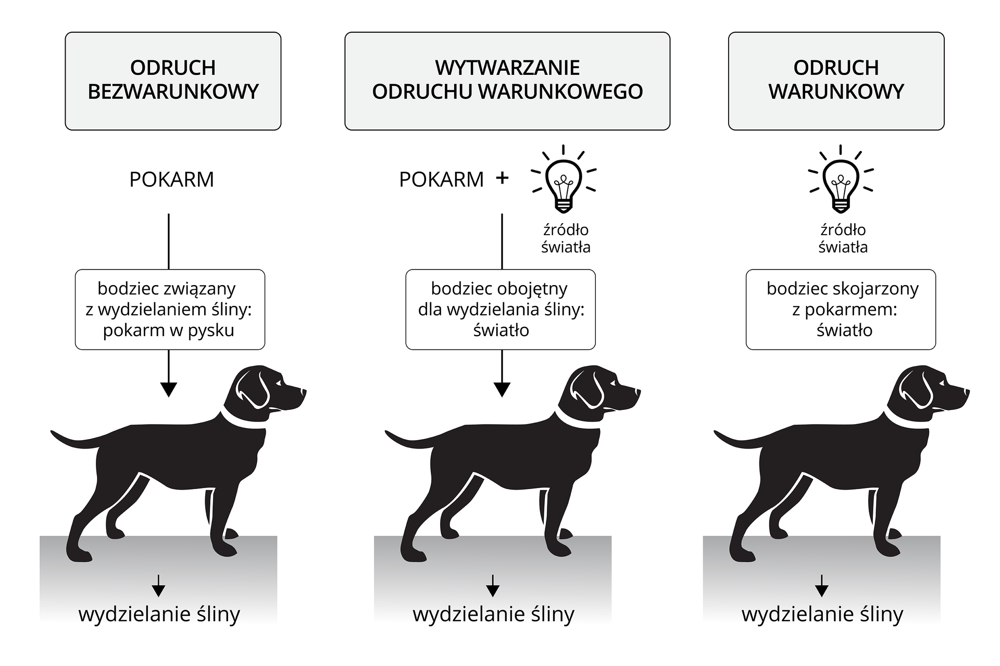 ODRUCH
BEZWARUNKOWY
POKARM
bodziec związany
z wydzielaniem śliny:
pokarm w pysku
wydzielanie śliny
WYTWARZANIE
ODRUCHU WARUNKOWEGO
POKARM +
źródło
światła
bodziec obojętny
dla wydzielania śliny:
światło
wydzielanie śliny
ODRUCH
WARUNKOWY
źródło
światła
bodziec skojarzony
z pokarmem:
światło
wydzielanie śliny